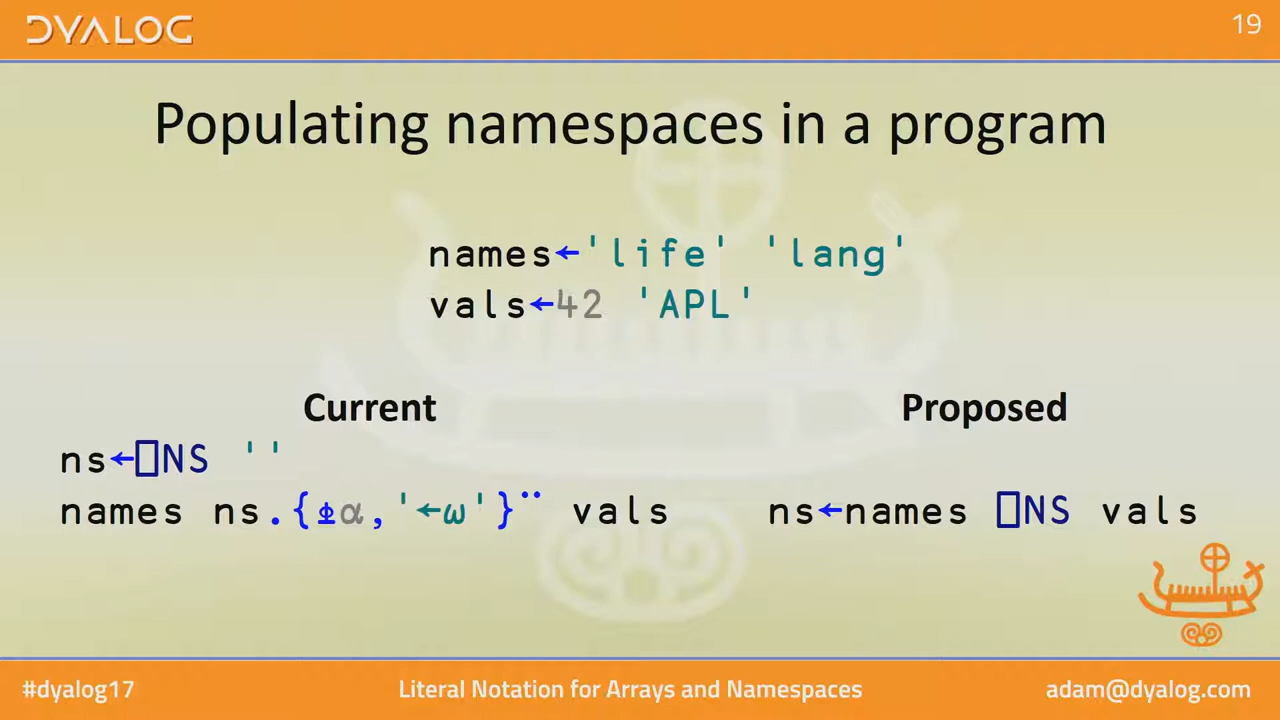 DYALOG
19
Populating namespaces in a program
names←'life' 'lang'
vals←42 'APL'
Current
Proposed
ns←⎕NS ''
names ns.{⍎⍺,'←⍵'}¨ vals
ns←names ⎕NS vals
#dyalog17
Literal Notation for Arrays and Namespaces
adam@dyalog.com